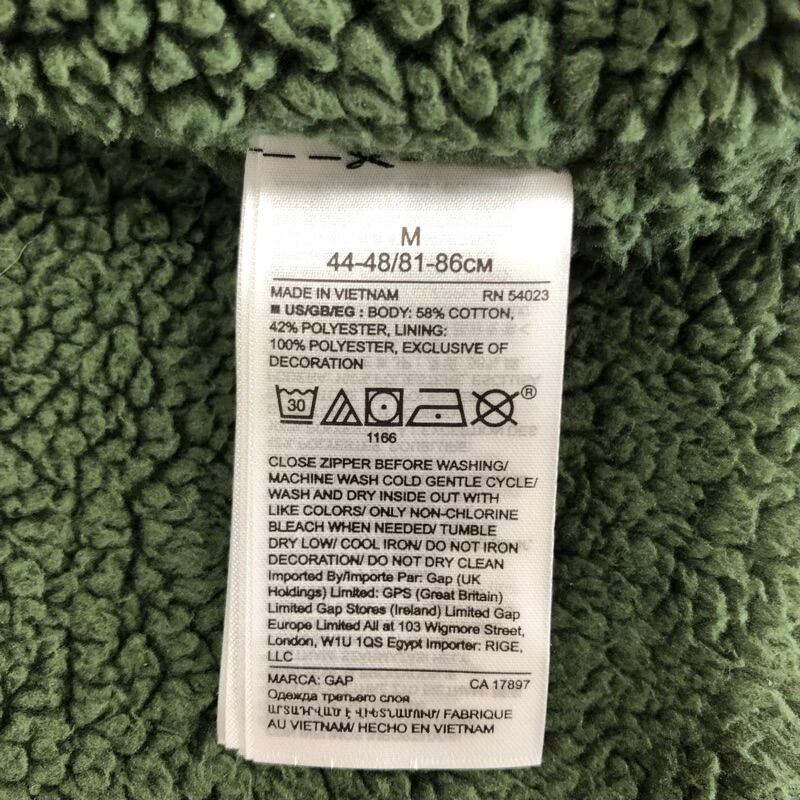 M
44-48/81-86CM
MADE IN VIETNAM RN 54023
■ US/GB/EG : BODY: 58% COTTON,
42% POLYESTER, LINING:
100% POLYESTER, EXCLUSIVE OF
DECORATION
30 ®
1166
CLOSE ZIPPER BEFORE WASHING/
MACHINE WASH COLD GENTLE CYCLE/
WASH AND DRY INSIDE OUT WITH
LIKE COLORS/ ONLY NON-CHLORINE
BLEACH WHEN NEEDED/ TUMBLE
DRY LOW/ COOL IRON/ DO NOT IRON
DECORATION/ DO NOT DRY CLEAN
Imported By/Importe Par: Gap (UK
Holdings) Limited: GPS (Great Britain)
Limited Gap Stores (Ireland) Limited Gap
Europe Limited All at 103 Wigmore Street,
London, W1U 1QS Egypt Importer: RIGE,
LLC
MARCA: GAP CA 17897
Одежда третьего слоя
ԱՐՏԱԴՐՎԱԾ Է ՎԻԵՏՆԱՄՈՒՄ/ FABRIQUE
AU VIETNAM/ HECHO EN VIETNAM